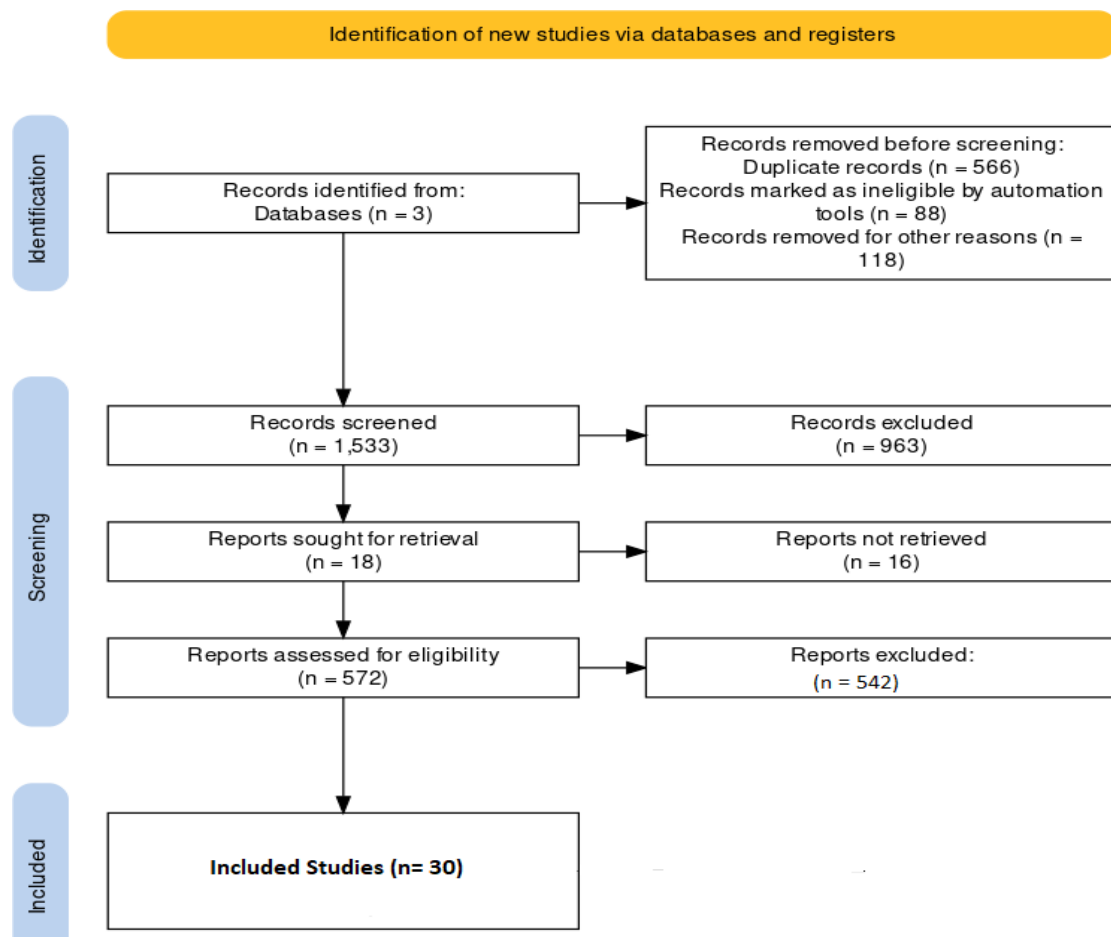 Identification of new studies via databases and registers
Identification
Records identified from:
Databases (n = 3)
Records removed before screening:
Duplicate records (n = 566)
Records marked as ineligible by automation
tools (n = 88)
Records removed for other reasons (n =
118)
Screening
Records screened
(n = 1,533)
Records excluded
(n = 963)
Reports sought for retrieval
(n = 18)
Reports not retrieved
(n = 16)
Reports assessed for eligibility
(n = 572)
Reports excluded:
(n = 542)
Included
Included Studies (n= 30)